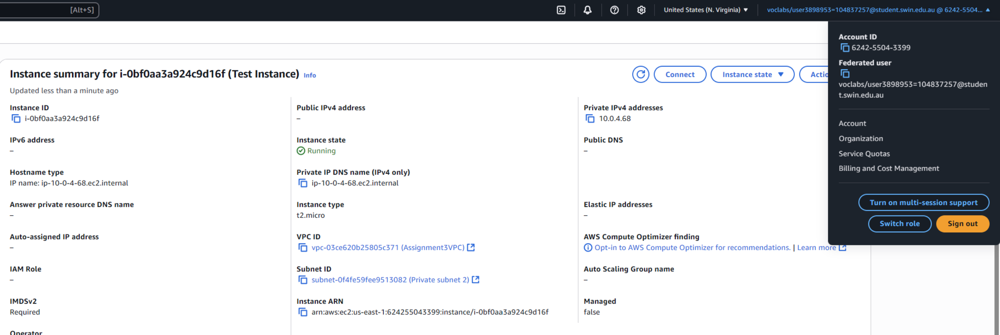 [Alt+S]
United States (N. Virginia)
voclabs/user3898953=104837257@student.swin.edu.au @ 6242-5504...
Account ID
6242-5504-3399
Federated user
voclabs/user3898953=104837257@studen
t.swin.edu.au
Account
Organization
Service Quotas
Billing and Cost Management
Turn on multi-session support
Switch role
Sign out
Instance summary for i-0bf0aa3a924c9d16f (Test Instance) Info
Updated less than a minute ago
Connect
Instance state
Actio
Instance ID
i-0bf0aa3a924c9d16f
Public IPv4 address
–
Private IPv4 addresses
10.0.4.68
IPv6 address
–
Instance state
Running
Public DNS
–
Hostname type
IP name: ip-10-0-4-68.ec2.internal
Private IP DNS name (IPv4 only)
ip-10-0-4-68.ec2.internal
Answer private resource DNS name
–
Instance type
t2.micro
Elastic IP addresses
–
Auto-assigned IP address
–
VPC ID
vpc-03ce620b25805c371 (Assignment3VPC)
AWS Compute Optimizer finding
Opt-in to AWS Compute Optimizer for recommendations. | Learn more
IAM Role
–
Subnet ID
subnet-0f4fe59fee9513082 (Private subnet 2)
Auto Scaling Group name
–
IMDSv2
Required
Instance ARN
arn:aws:ec2:us-east-1:624255043399:instance/i-0bf0aa3a924c9d16f
Managed
false
Operator